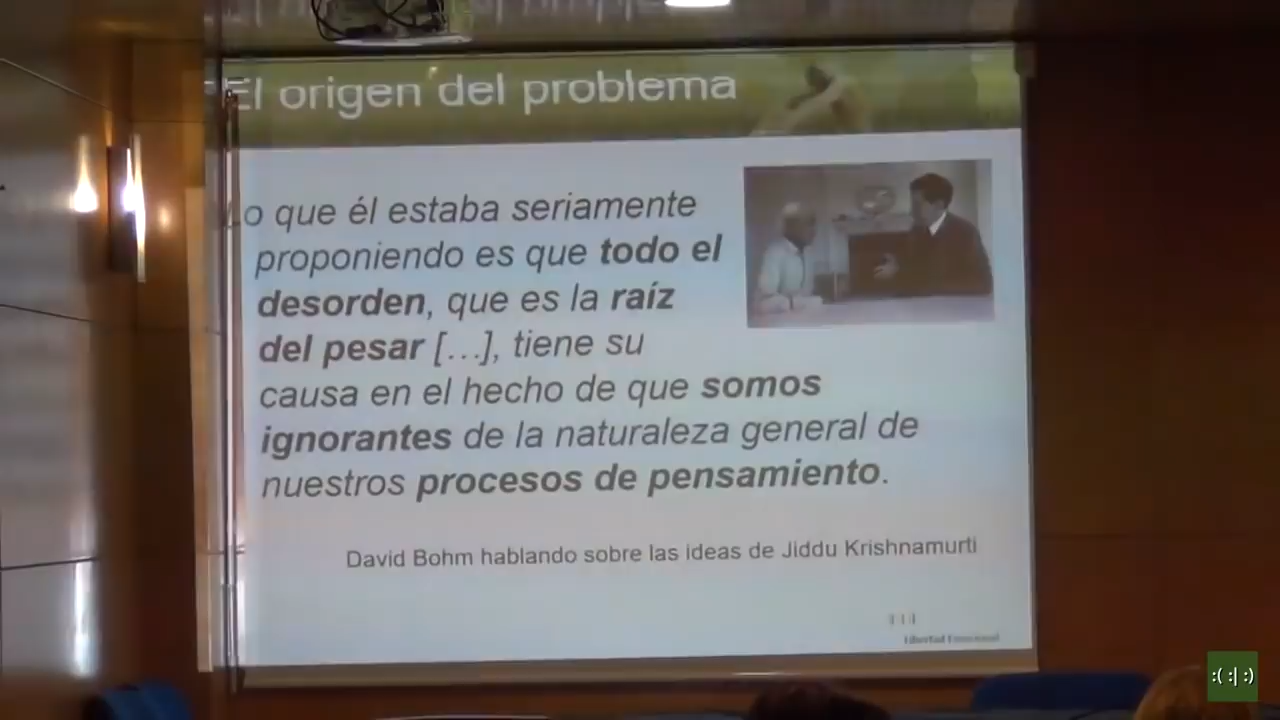 El origen del problema
Lo que él estaba seriamente
proponiendo es que todo el
desorden, que es la raíz
del pesar [...], tiene su
causa en el hecho de que somos
ignorantes de la naturaleza general de
nuestros procesos de pensamiento.
David Bohm hablando sobre las ideas de Jiddu Krishnamurti
Libertad Emocional
:( :| :)